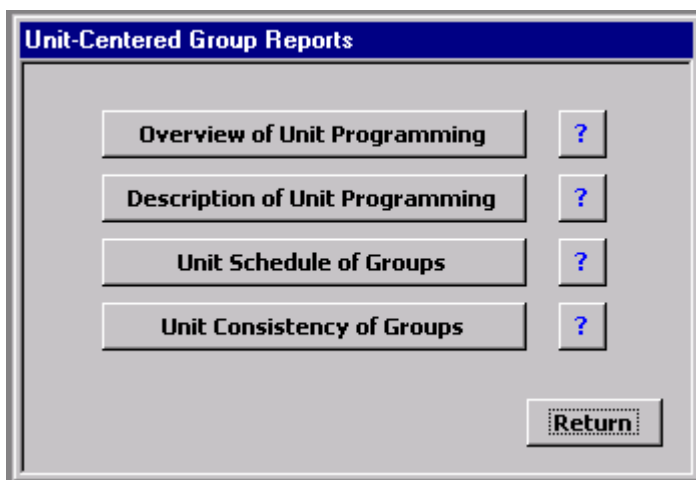 Unit-Centered Group Reports
Overview of Unit Programming ?
Description of Unit Programming ?
Unit Schedule of Groups ?
Unit Consistency of Groups ?
Return